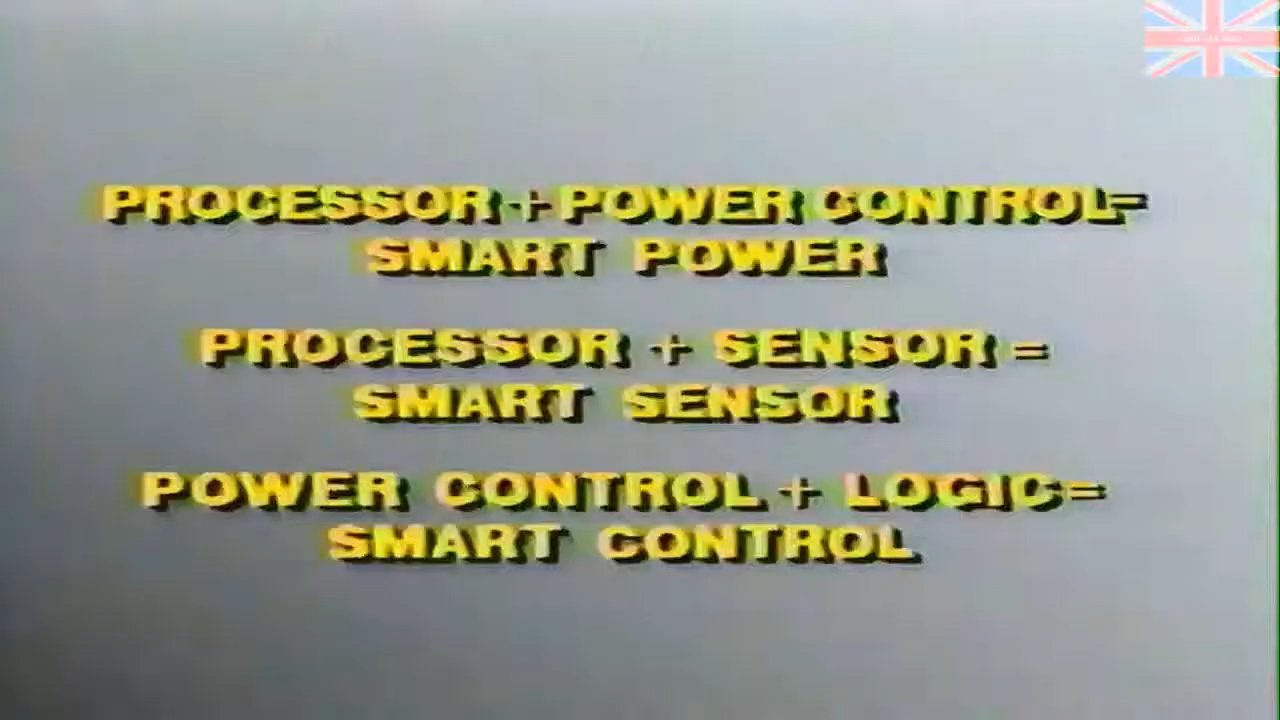 PROCESSOR + POWER CONTROL=
SMART POWER
PROCESSOR + SENSOR =
SMART SENSOR
POWER CONTROL + LOGIC=
SMART CONTROL